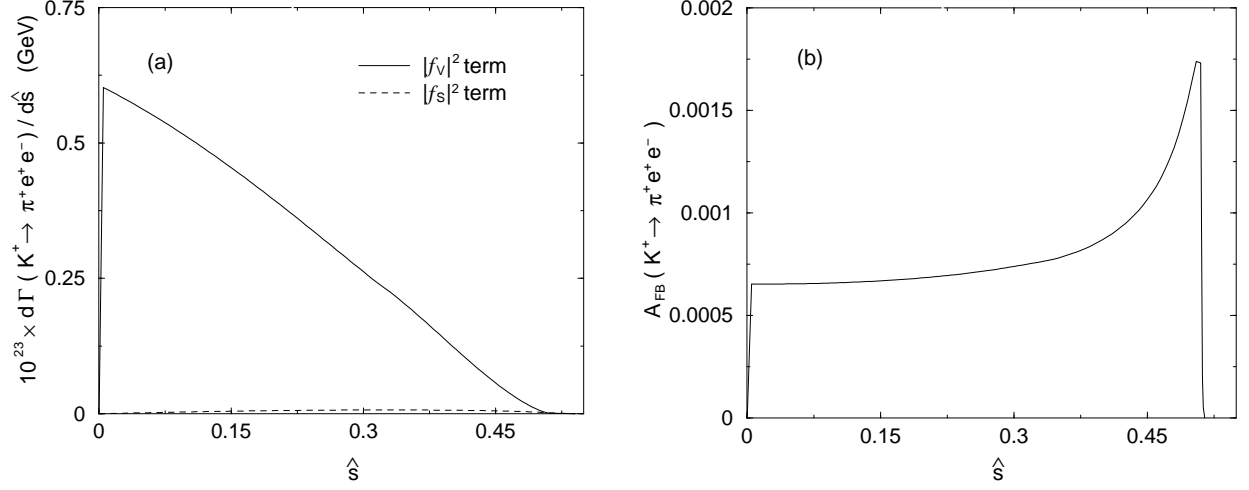 0.75
0.5
0.25
0
(a)
|f_V|^2 term
|f_S|^2 term
10^23 × dΓ ( K^+ → π^+ e^+ e^- ) / dŝ (GeV)
0 0.15 0.3 0.45
ŝ
0.002
0.0015
0.001
0.0005
0
(b)
A_FB ( K^+ → π^+ e^+ e^- )
0 0.15 0.3 0.45
ŝ